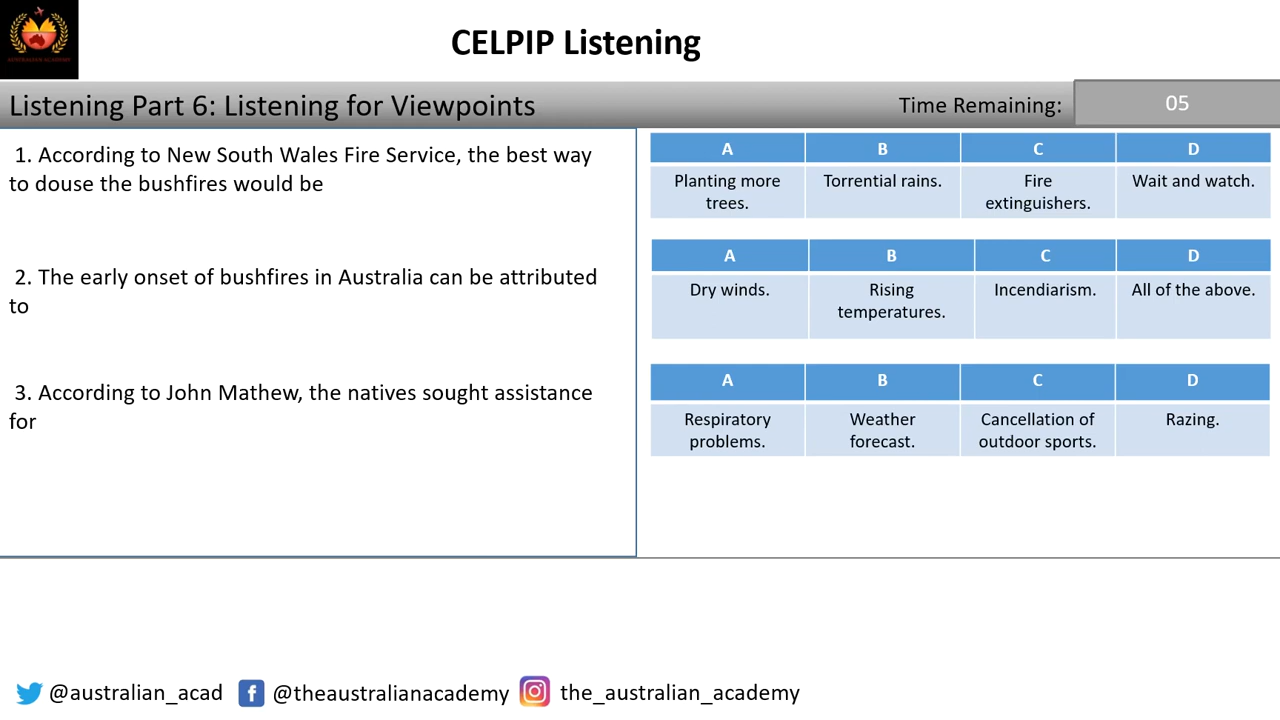 CELPIP Listening
AUSTRALIAN ACADEMY
Listening Part 6: Listening for Viewpoints
Time Remaining:
05
1. According to New South Wales Fire Service, the best way
to douse the bushfires would be
A B C D
Planting more Torrential rains. Fire Wait and watch.
trees. extinguishers.
2. The early onset of bushfires in Australia can be attributed
to
A B C D
Dry winds. Rising Incendiarism. All of the above.
temperatures.
3. According to John Mathew, the natives sought assistance
for
A B C D
Respiratory Weather Cancellation of Razing.
problems. forecast. outdoor sports.
@australian_acad @theaustralianacademy the_australian_academy